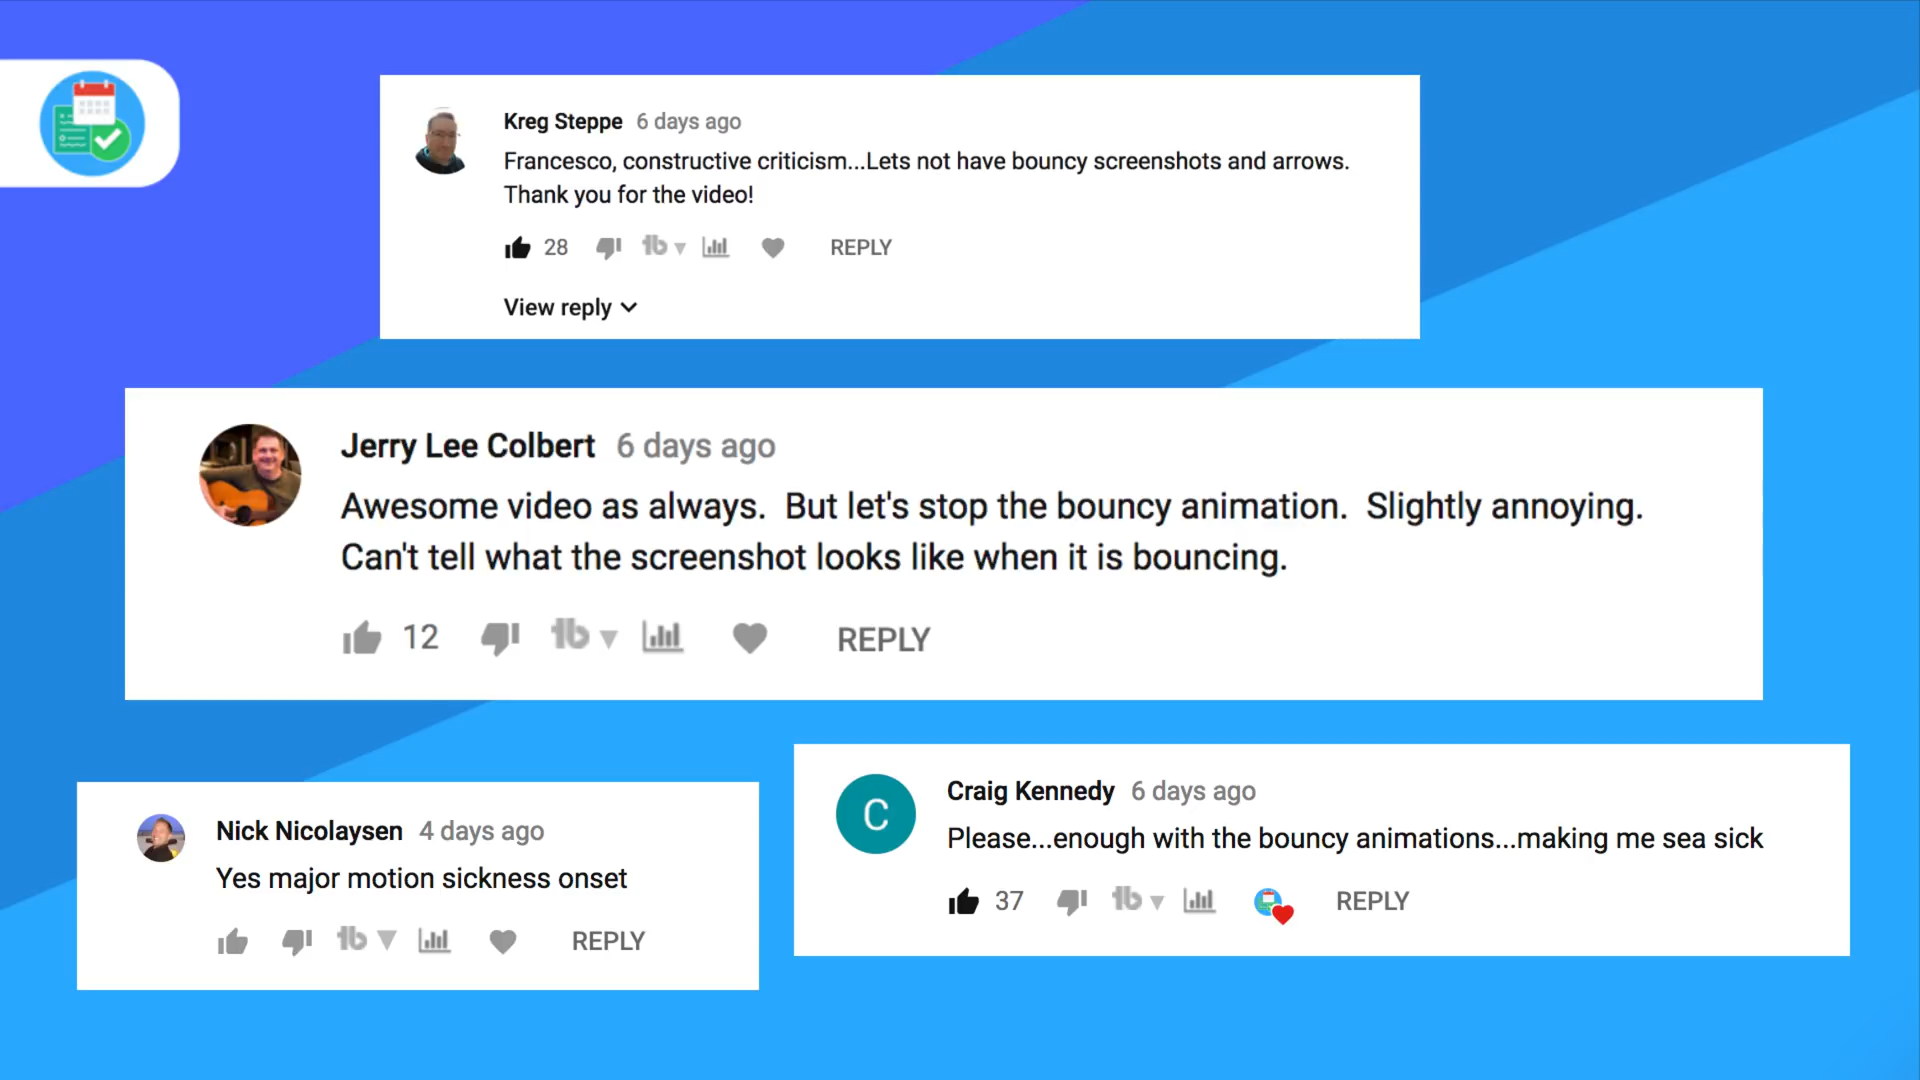 Kreg Steppe 6 days ago
Francesco, constructive criticism...Lets not have bouncy screenshots and arrows.
Thank you for the video!
28 tb REPLY
View reply
Jerry Lee Colbert 6 days ago
Awesome video as always. But let's stop the bouncy animation. Slightly annoying.
Can't tell what the screenshot looks like when it is bouncing.
12 tb REPLY
Nick Nicolaysen 4 days ago
Yes major motion sickness onset
tb REPLY
Craig Kennedy 6 days ago
C
Please...enough with the bouncy animations...making me sea sick
37 tb REPLY